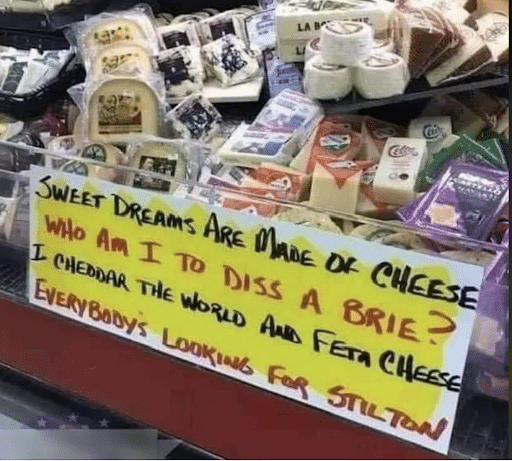 LA
SWEET DREAMS ARE MADE OF CHEESE
WHO AM I TO DISS A BRIE?
I CHEDDAR THE WORLD AND FETA CHEESE
EVERYBODY'S LOOKING FOR STILTON